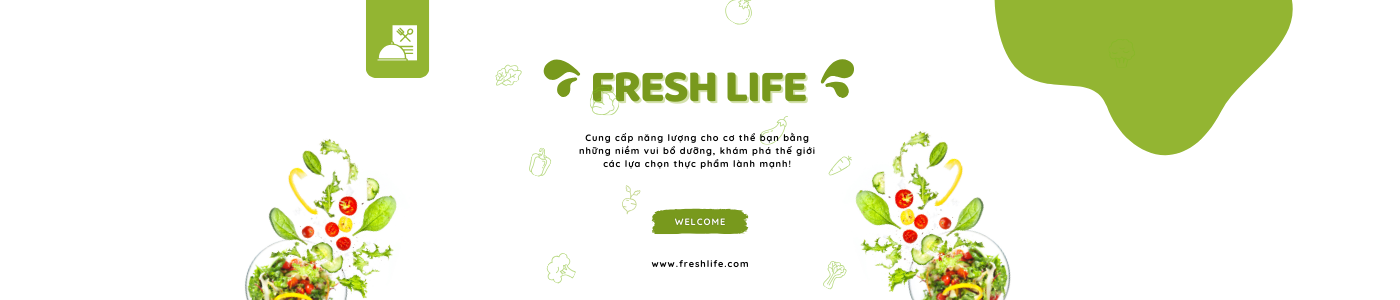 FRESH LIFE
Cung cấp năng lượng cho cơ thể bạn bằng
những niềm vui bổ dưỡng, khám phá thế giới
các lựa chọn thực phẩm lành mạnh!
WELCOME
www.freshlife.com